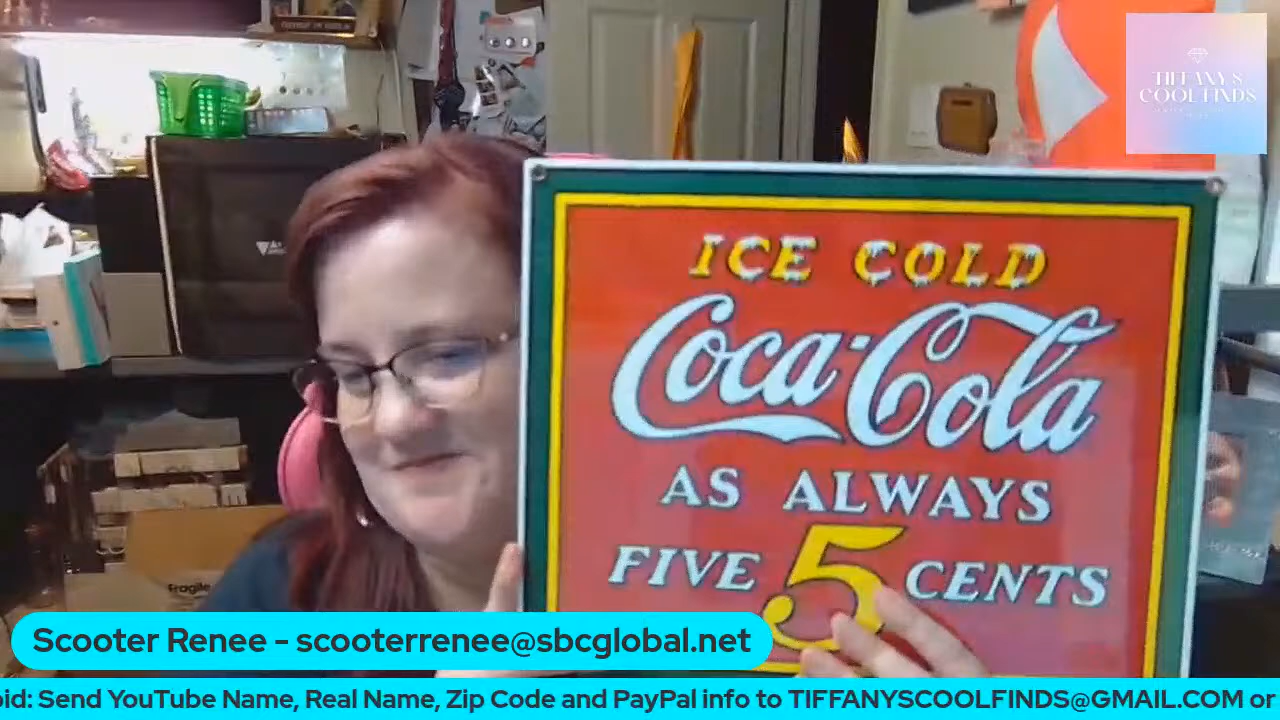 TIFFANY'S
COOL FINDS
ICE COLD
Coca-Cola
AS ALWAYS
FIVE 5 CENTS
Fragile
Scooter Renee - scooterrenee@sbcglobal.net
oid: Send YouTube Name, Real Name, Zip Code and PayPal info to TIFFANYSCOOLFINDS@GMAIL.COM or